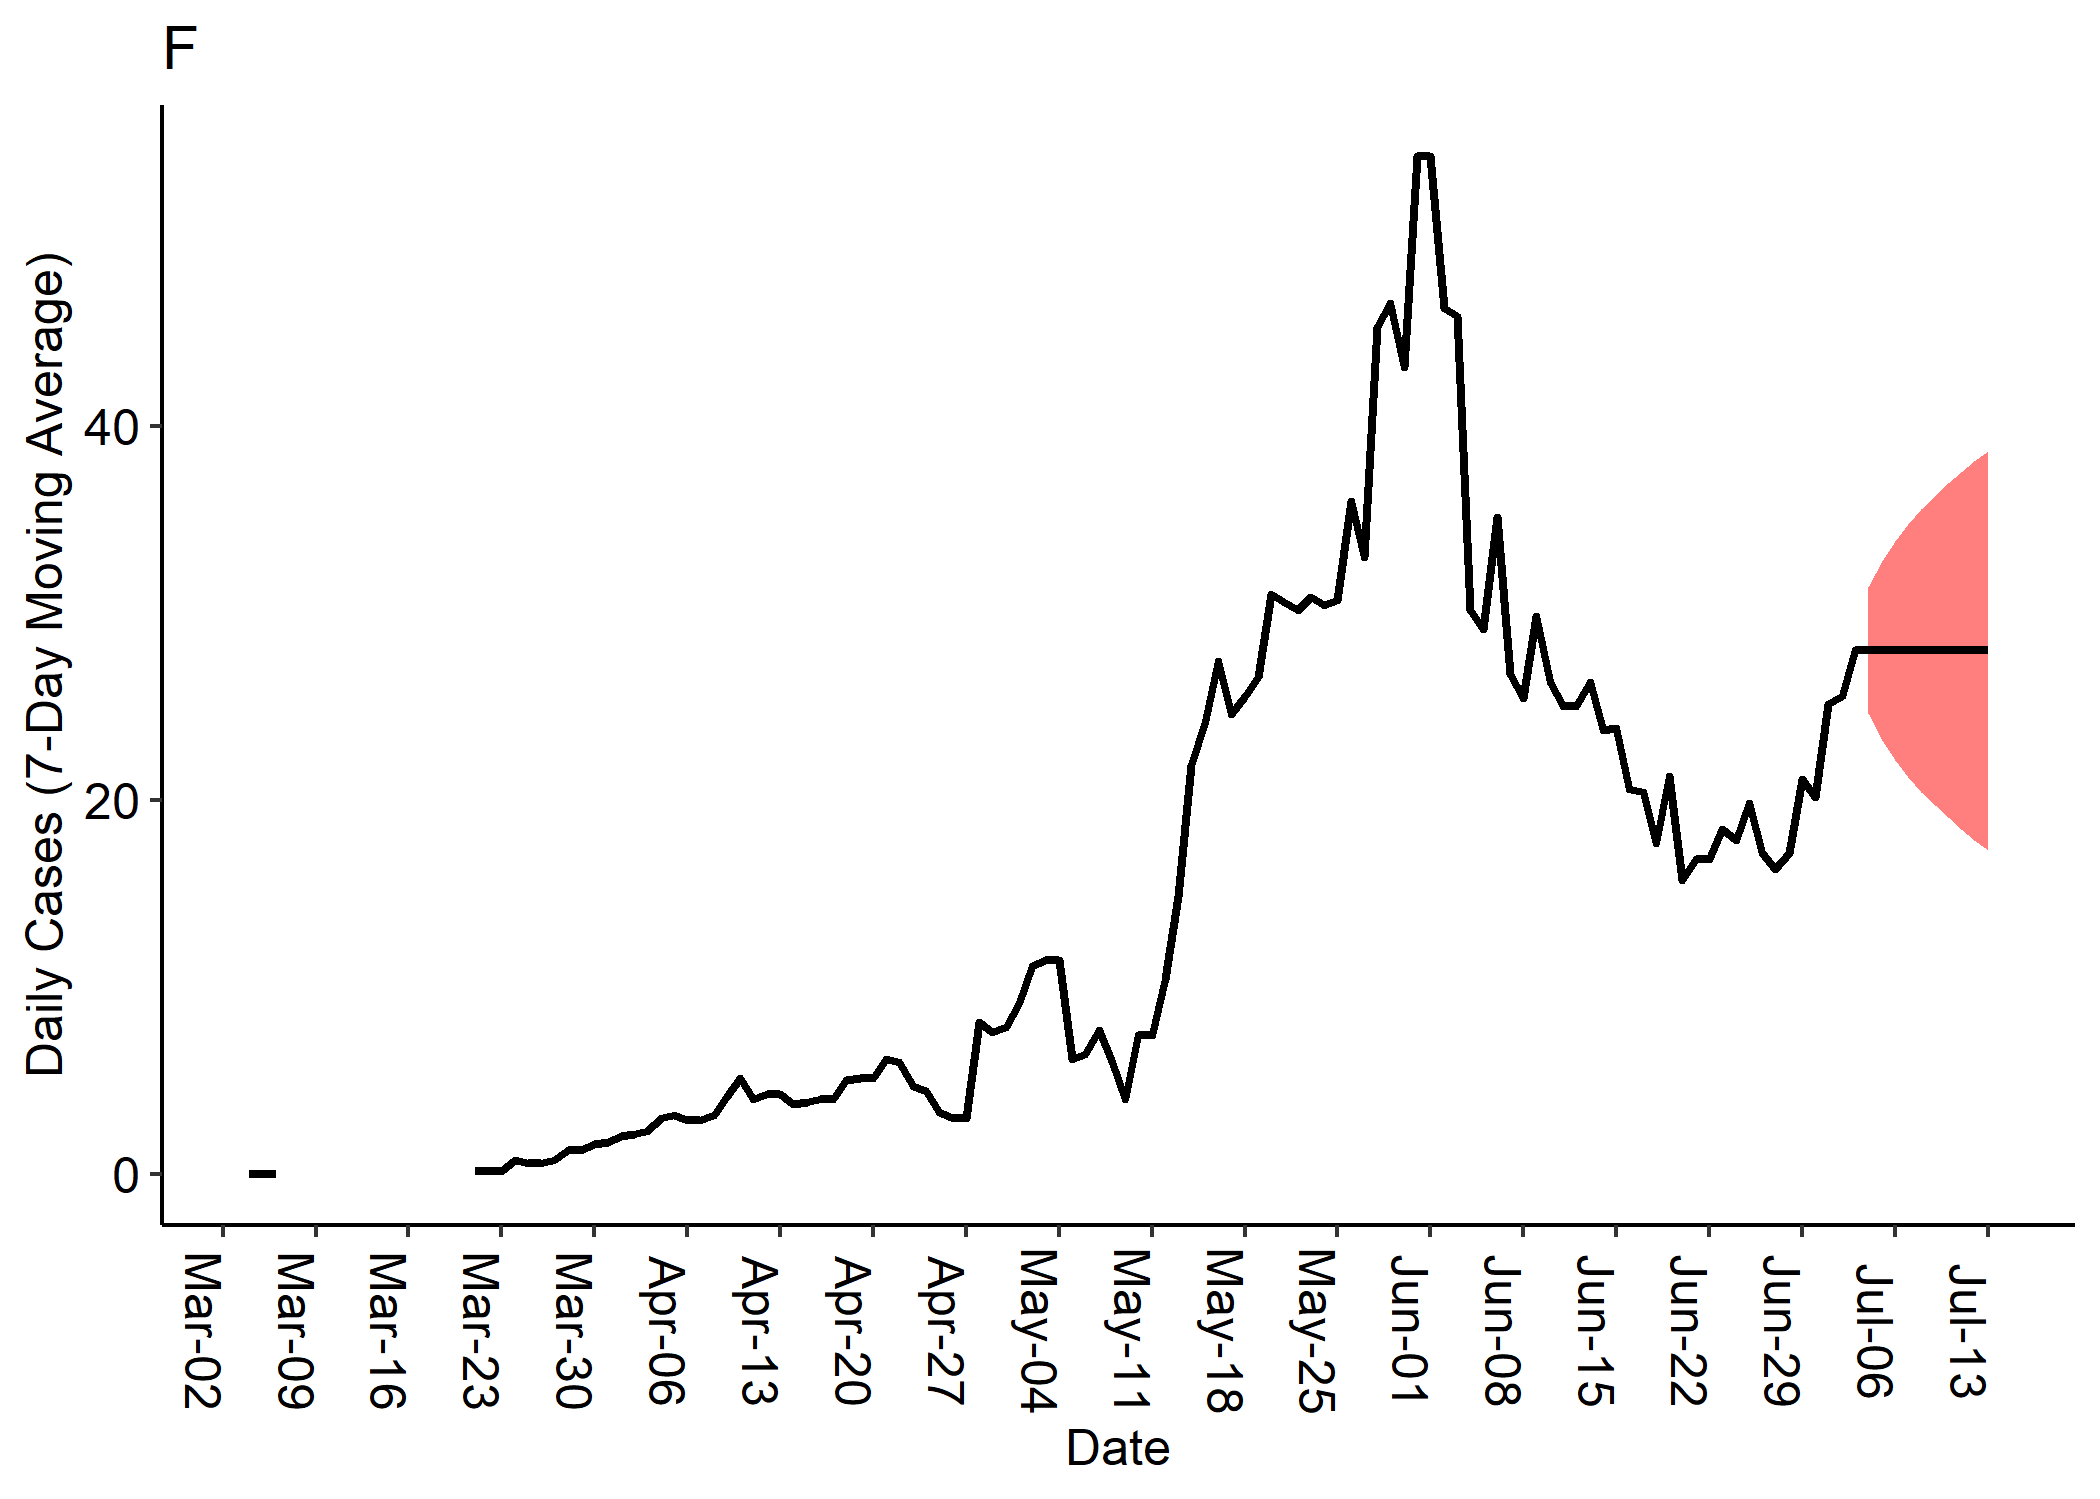 F
Daily Cases (7-Day Moving Average)
40
20
0
Mar-02
Mar-09
Mar-16
Mar-23
Mar-30
Apr-06
Apr-13
Apr-20
Apr-27
May-04
May-11
May-18
May-25
Jun-01
Jun-08
Jun-15
Jun-22
Jun-29
Jul-06
Jul-13
Date